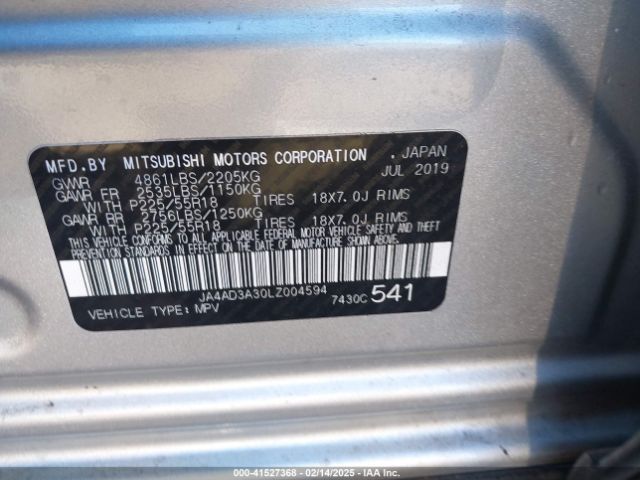 MFD.BY MITSUBISHI MOTORS CORPORATION . JAPAN
GVWR 4861LBS/2205KG JUL 2019
GAWR FR 2535LBS/1150KG
WITH P225/55R18 TIRES 18X7.0J RIMS
GAWR RR 2756LBS/1250KG
WITH P225/55R18 TIRES 18X7.0J RIMS
THIS VEHICLE CONFORMS TO ALL APPLICABLE FEDERAL MOTOR VEHICLE SAFETY, BUMPER, AND THEFT
PREVENTION STANDARDS IN EFFECT ON THE DATE OF MANUFACTURE SHOWN ABOVE.
JA4AD3A30LZ004594
7430C 541
VEHICLE TYPE: MPV
000-41527368 | 02/14/2025 - IAA Inc.